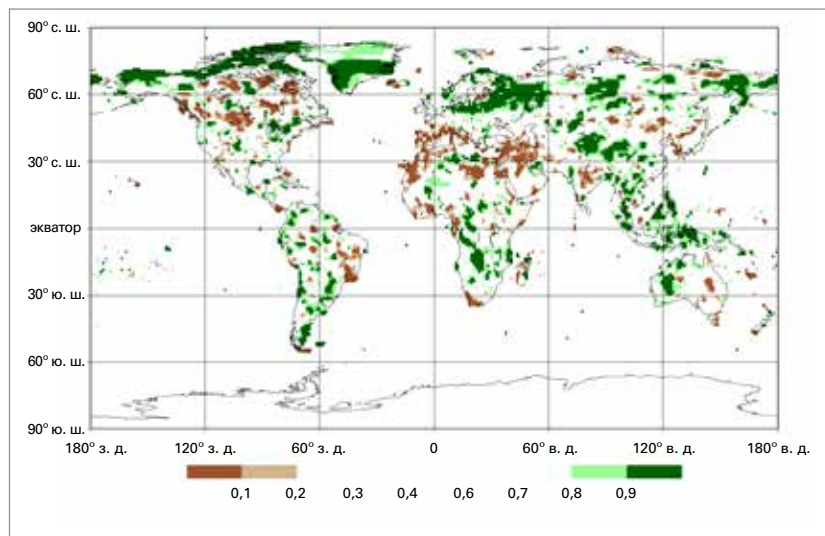 90° с. ш.
60° с. ш.
30° с. ш.
экватор
30° ю. ш.
60° ю. ш.
90° ю. ш.
180° з. д. 120° з. д. 60° з. д. 0 60° в. д. 120° в. д. 180° в. д.
0,1 0,2 0,3 0,4 0,6 0,7 0,8 0,9